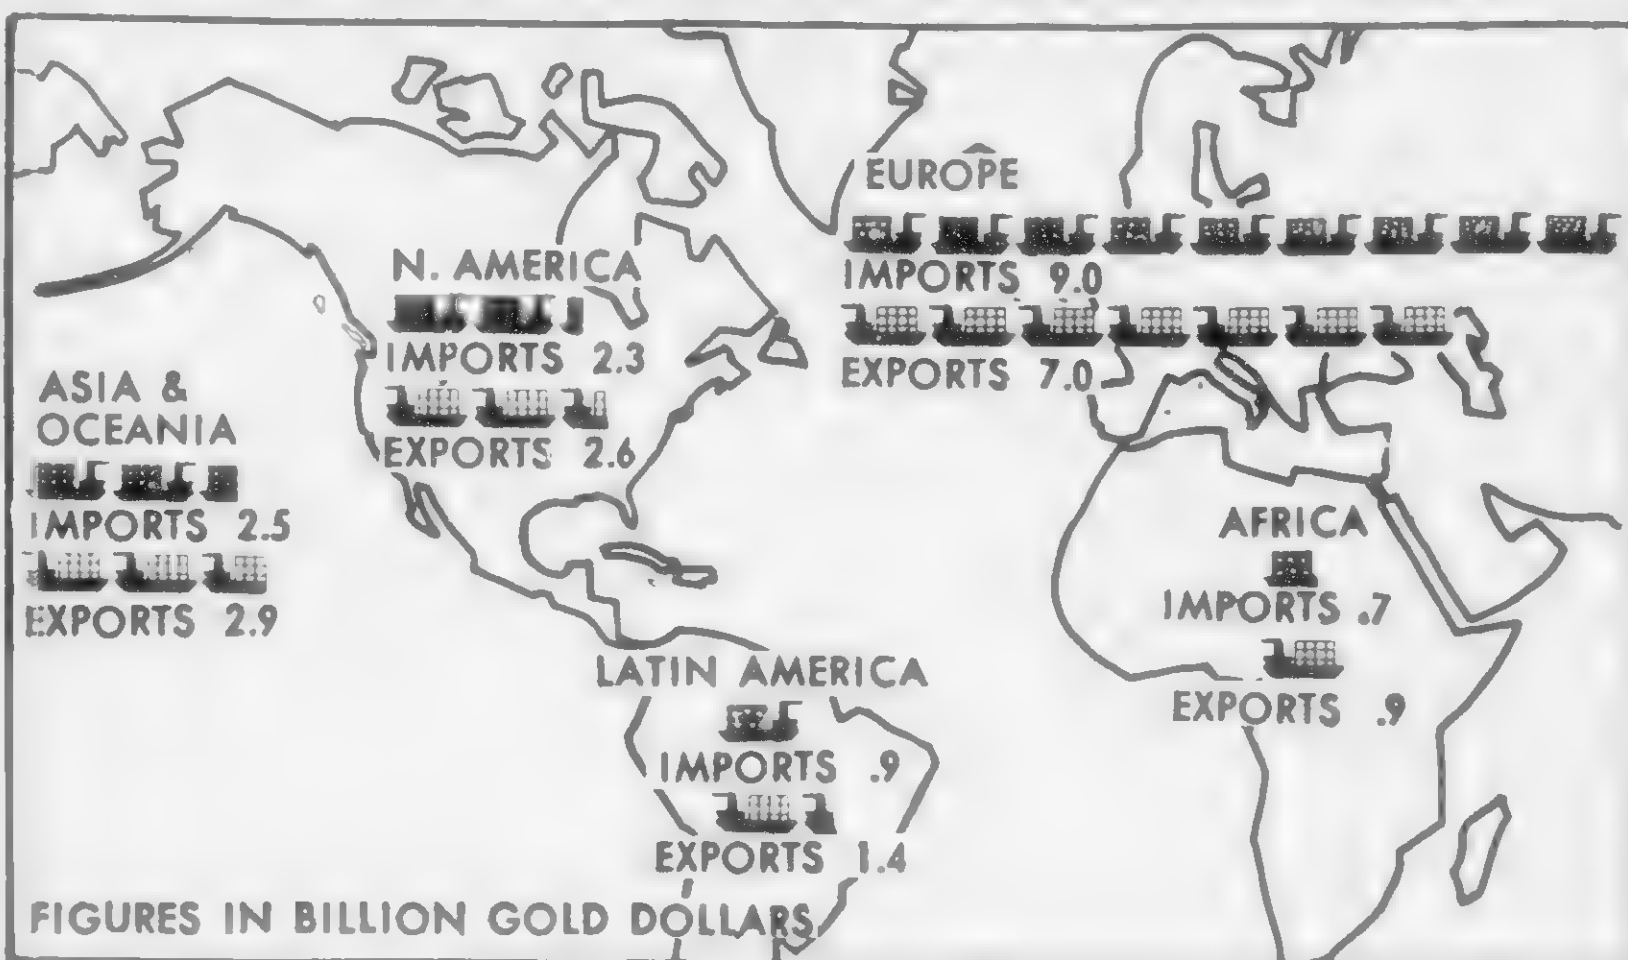 EUROPE
IMPORTS 9.0
EXPORTS 7.0
N. AMERICA
IMPORTS 2.3
EXPORTS 2.6
ASIA &
OCEANIA
IMPORTS 2.5
EXPORTS 2.9
AFRICA
IMPORTS .7
EXPORTS .9
LATIN AMERICA
IMPORTS .9
EXPORTS 1.4
FIGURES IN BILLION GOLD DOLLARS